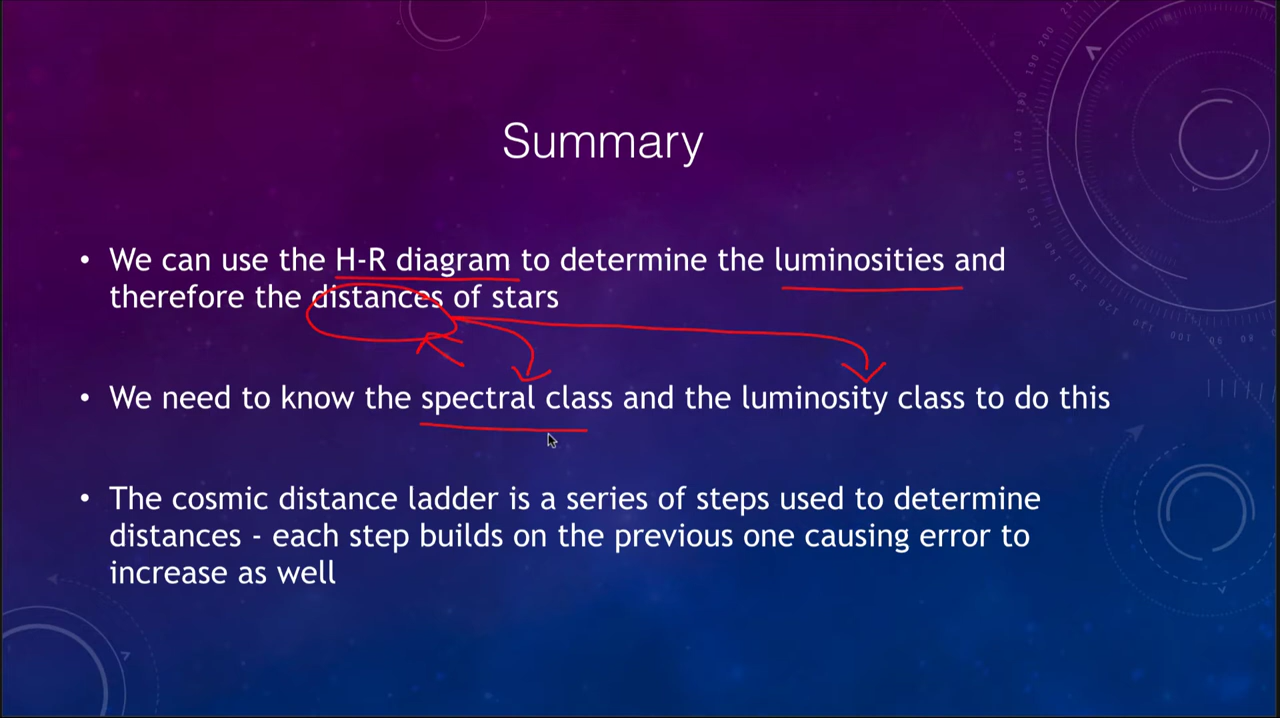 Summary
• We can use the H-R diagram to determine the luminosities and
therefore the distances of stars
• We need to know the spectral class and the luminosity class to do this
• The cosmic distance ladder is a series of steps used to determine
distances - each step builds on the previous one causing error to
increase as well